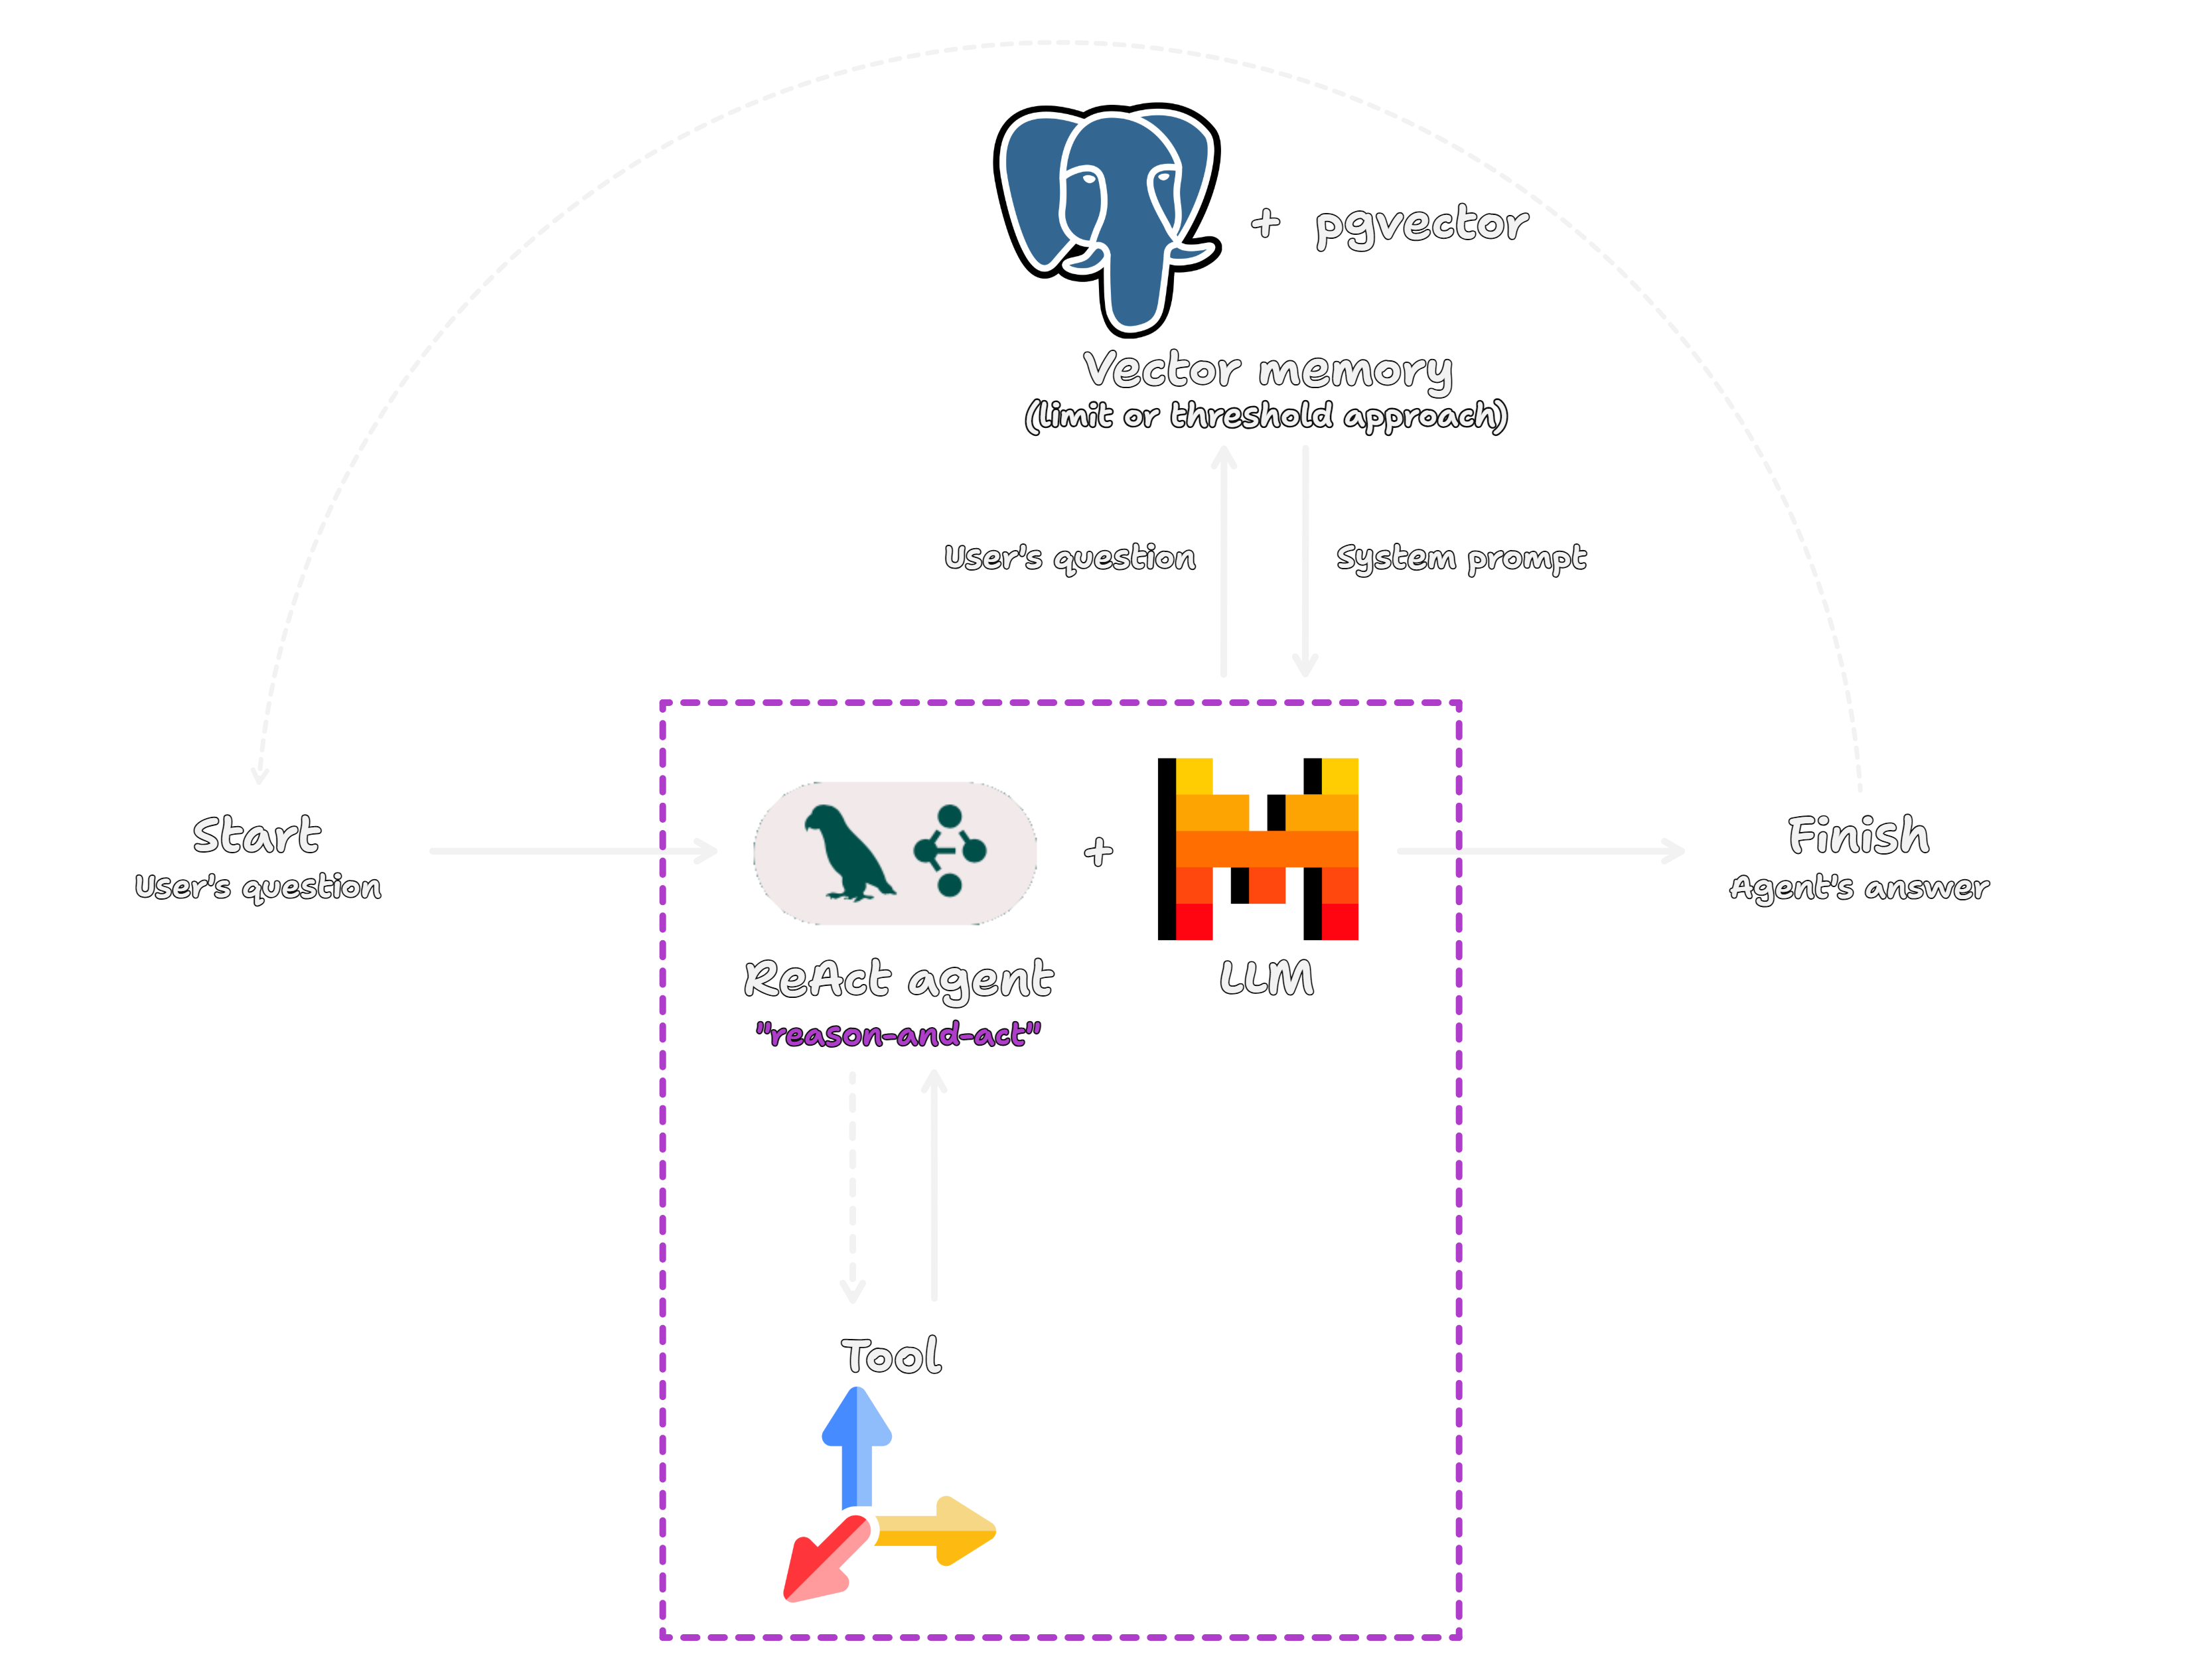 + pgvector
Vector memory
(limit or threshold approach)
User's question
System prompt
Start
User's question
+
Finish
Agent's answer
ReAct agent
"reason-and-act"
LLM
Tool